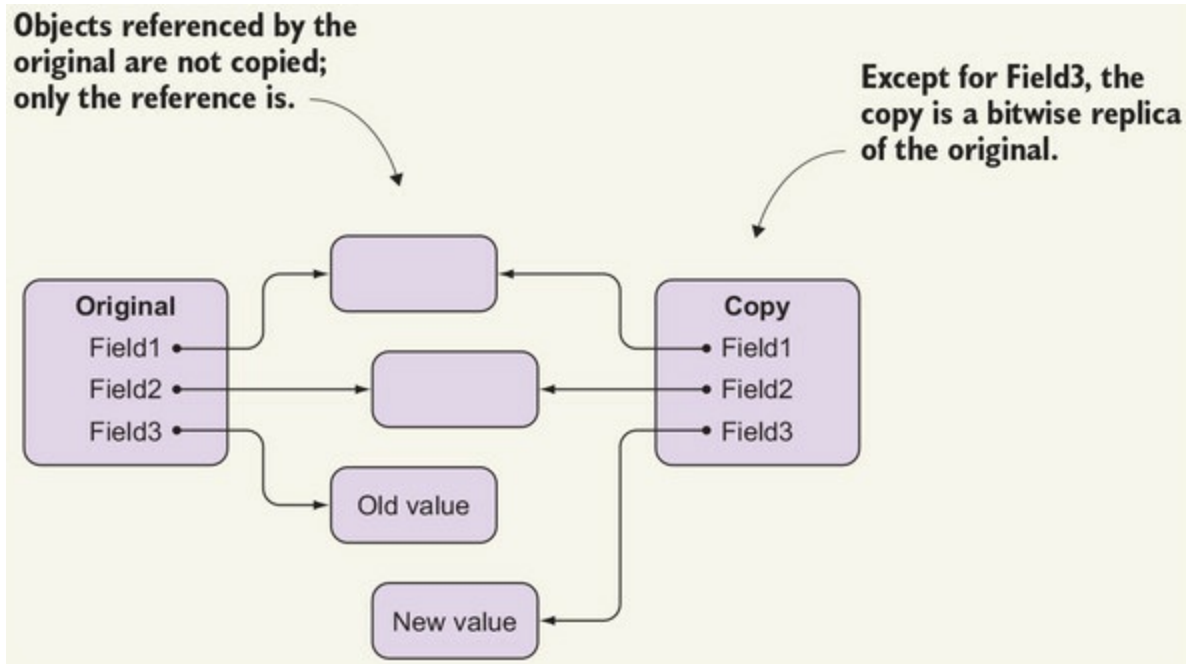 Objects referenced by the
original are not copied;
only the reference is.
Except for Field3, the
copy is a bitwise replica
of the original.
Original
Field1
Field2
Field3
Copy
Field1
Field2
Field3
Old value
New value